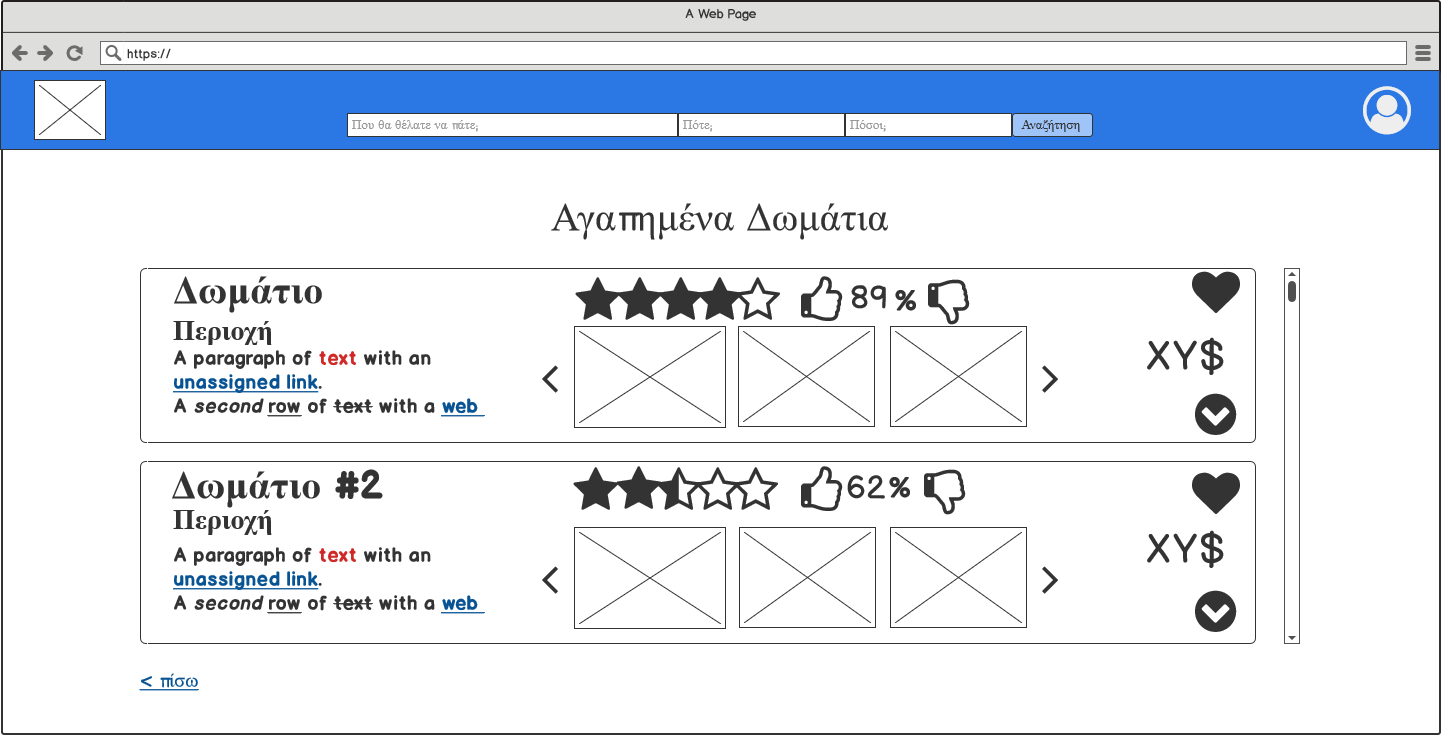 A Web Page
https://
Που θα θέλατε να πάτε; Πότε; Πόσοι; Αναζήτηση
Αγαπημένα Δωμάτια
Δωμάτιο
89 %
Περιοχή
A paragraph of text with an
unassigned link.
A second row of text with a web
XY$
Δωμάτιο #2
62%
Περιοχή
A paragraph of text with an
unassigned link.
A second row of text with a web
XY$
< πίσω